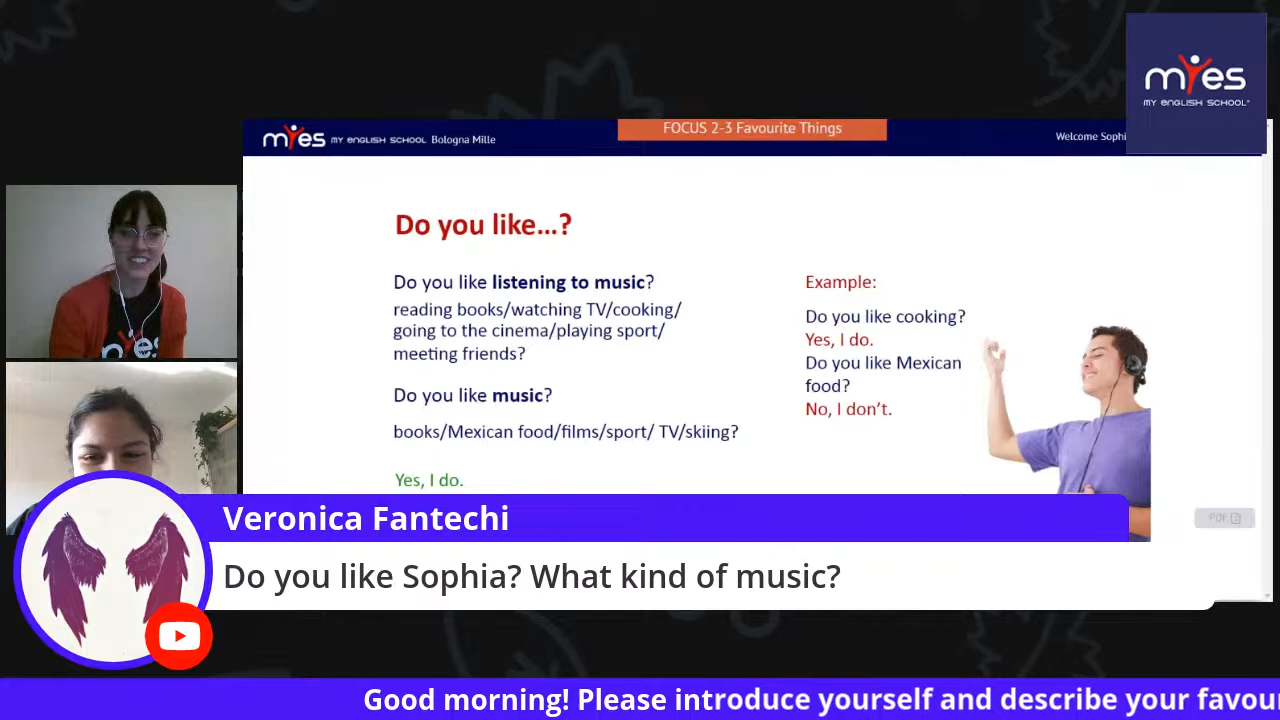 myes
MY ENGLISH SCHOOL®
myes MY ENGLISH SCHOOL Bologna Mille
FOCUS 2-3 Favourite Things
Welcome Sophi
Do you like...?
Do you like listening to music?
reading books/watching TV/cooking/
going to the cinema/playing sport/
meeting friends?
Do you like music?
books/Mexican food/films/sport/ TV/skiing?
Yes, I do.
Example:
Do you like cooking?
Yes, I do.
Do you like Mexican
food?
No, I don't.
myes
PDF
Veronica Fantechi
Do you like Sophia? What kind of music?
Good morning! Please introduce yourself and describe your favou